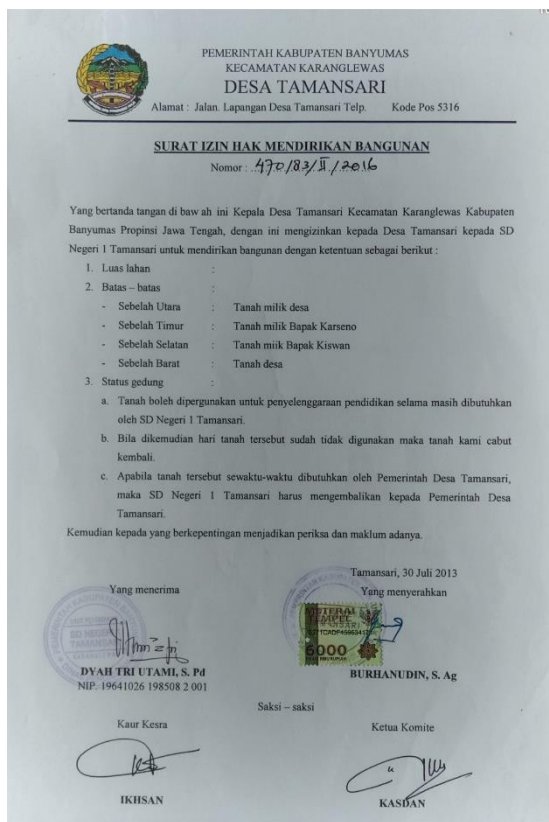 PEMERINTAH KABUPATEN BANYUMAS
KECAMATAN KARANGLEWAS
DESA TAMANSARI
Alamat : Jalan. Lapangan Desa Tamansari Telp. Kode Pos 5316
SURAT IZIN HAK MENDIRIKAN BANGUNAN
Nomor : 470/83/II/2016
Yang bertanda tangan di baw ah ini Kepala Desa Tamansari Kecamatan Karanglewas Kabupaten
Banyumas Propinsi Jawa Tengah, dengan ini mengizinkan kepada Desa Tamansari kepada SD
Negeri 1 Tamansari untuk mendirikan bangunan dengan ketentuan sebagai berikut :
1. Luas lahan :
2. Batas – batas :
- Sebelah Utara : Tanah milik desa
- Sebelah Timur : Tanah milik Bapak Karseno
- Sebelah Selatan : Tanah miik Bapak Kiswan
- Sebelah Barat : Tanah desa
3. Status gedung :
a. Tanah boleh dipergunakan untuk penyelenggaraan pendidikan selama masih dibutuhkan
oleh SD Negeri 1 Tamansari.
b. Bila dikemudian hari tanah tersebut sudah tidak digunakan maka tanah kami cabut
kembali.
c. Apabila tanah tersebut sewaktu-waktu dibutuhkan oleh Pemerintah Desa Tamansari,
maka SD Negeri 1 Tamansari harus mengembalikan kepada Pemerintah Desa
Tamansari.
Kemudian kepada yang berkepentingan menjadikan periksa dan maklum adanya.
Tamansari, 30 Juli 2013
Yang menerima Yang menyerahkan
SD NEGERI
METERAI
TEMPEL
6000
DYAH TRI UTAMI, S. Pd BURHANUDIN, S. Ag
NIP. 19641026 198508 2 001
Saksi – saksi
Kaur Kesra Ketua Komite
IKHSAN KASDAN